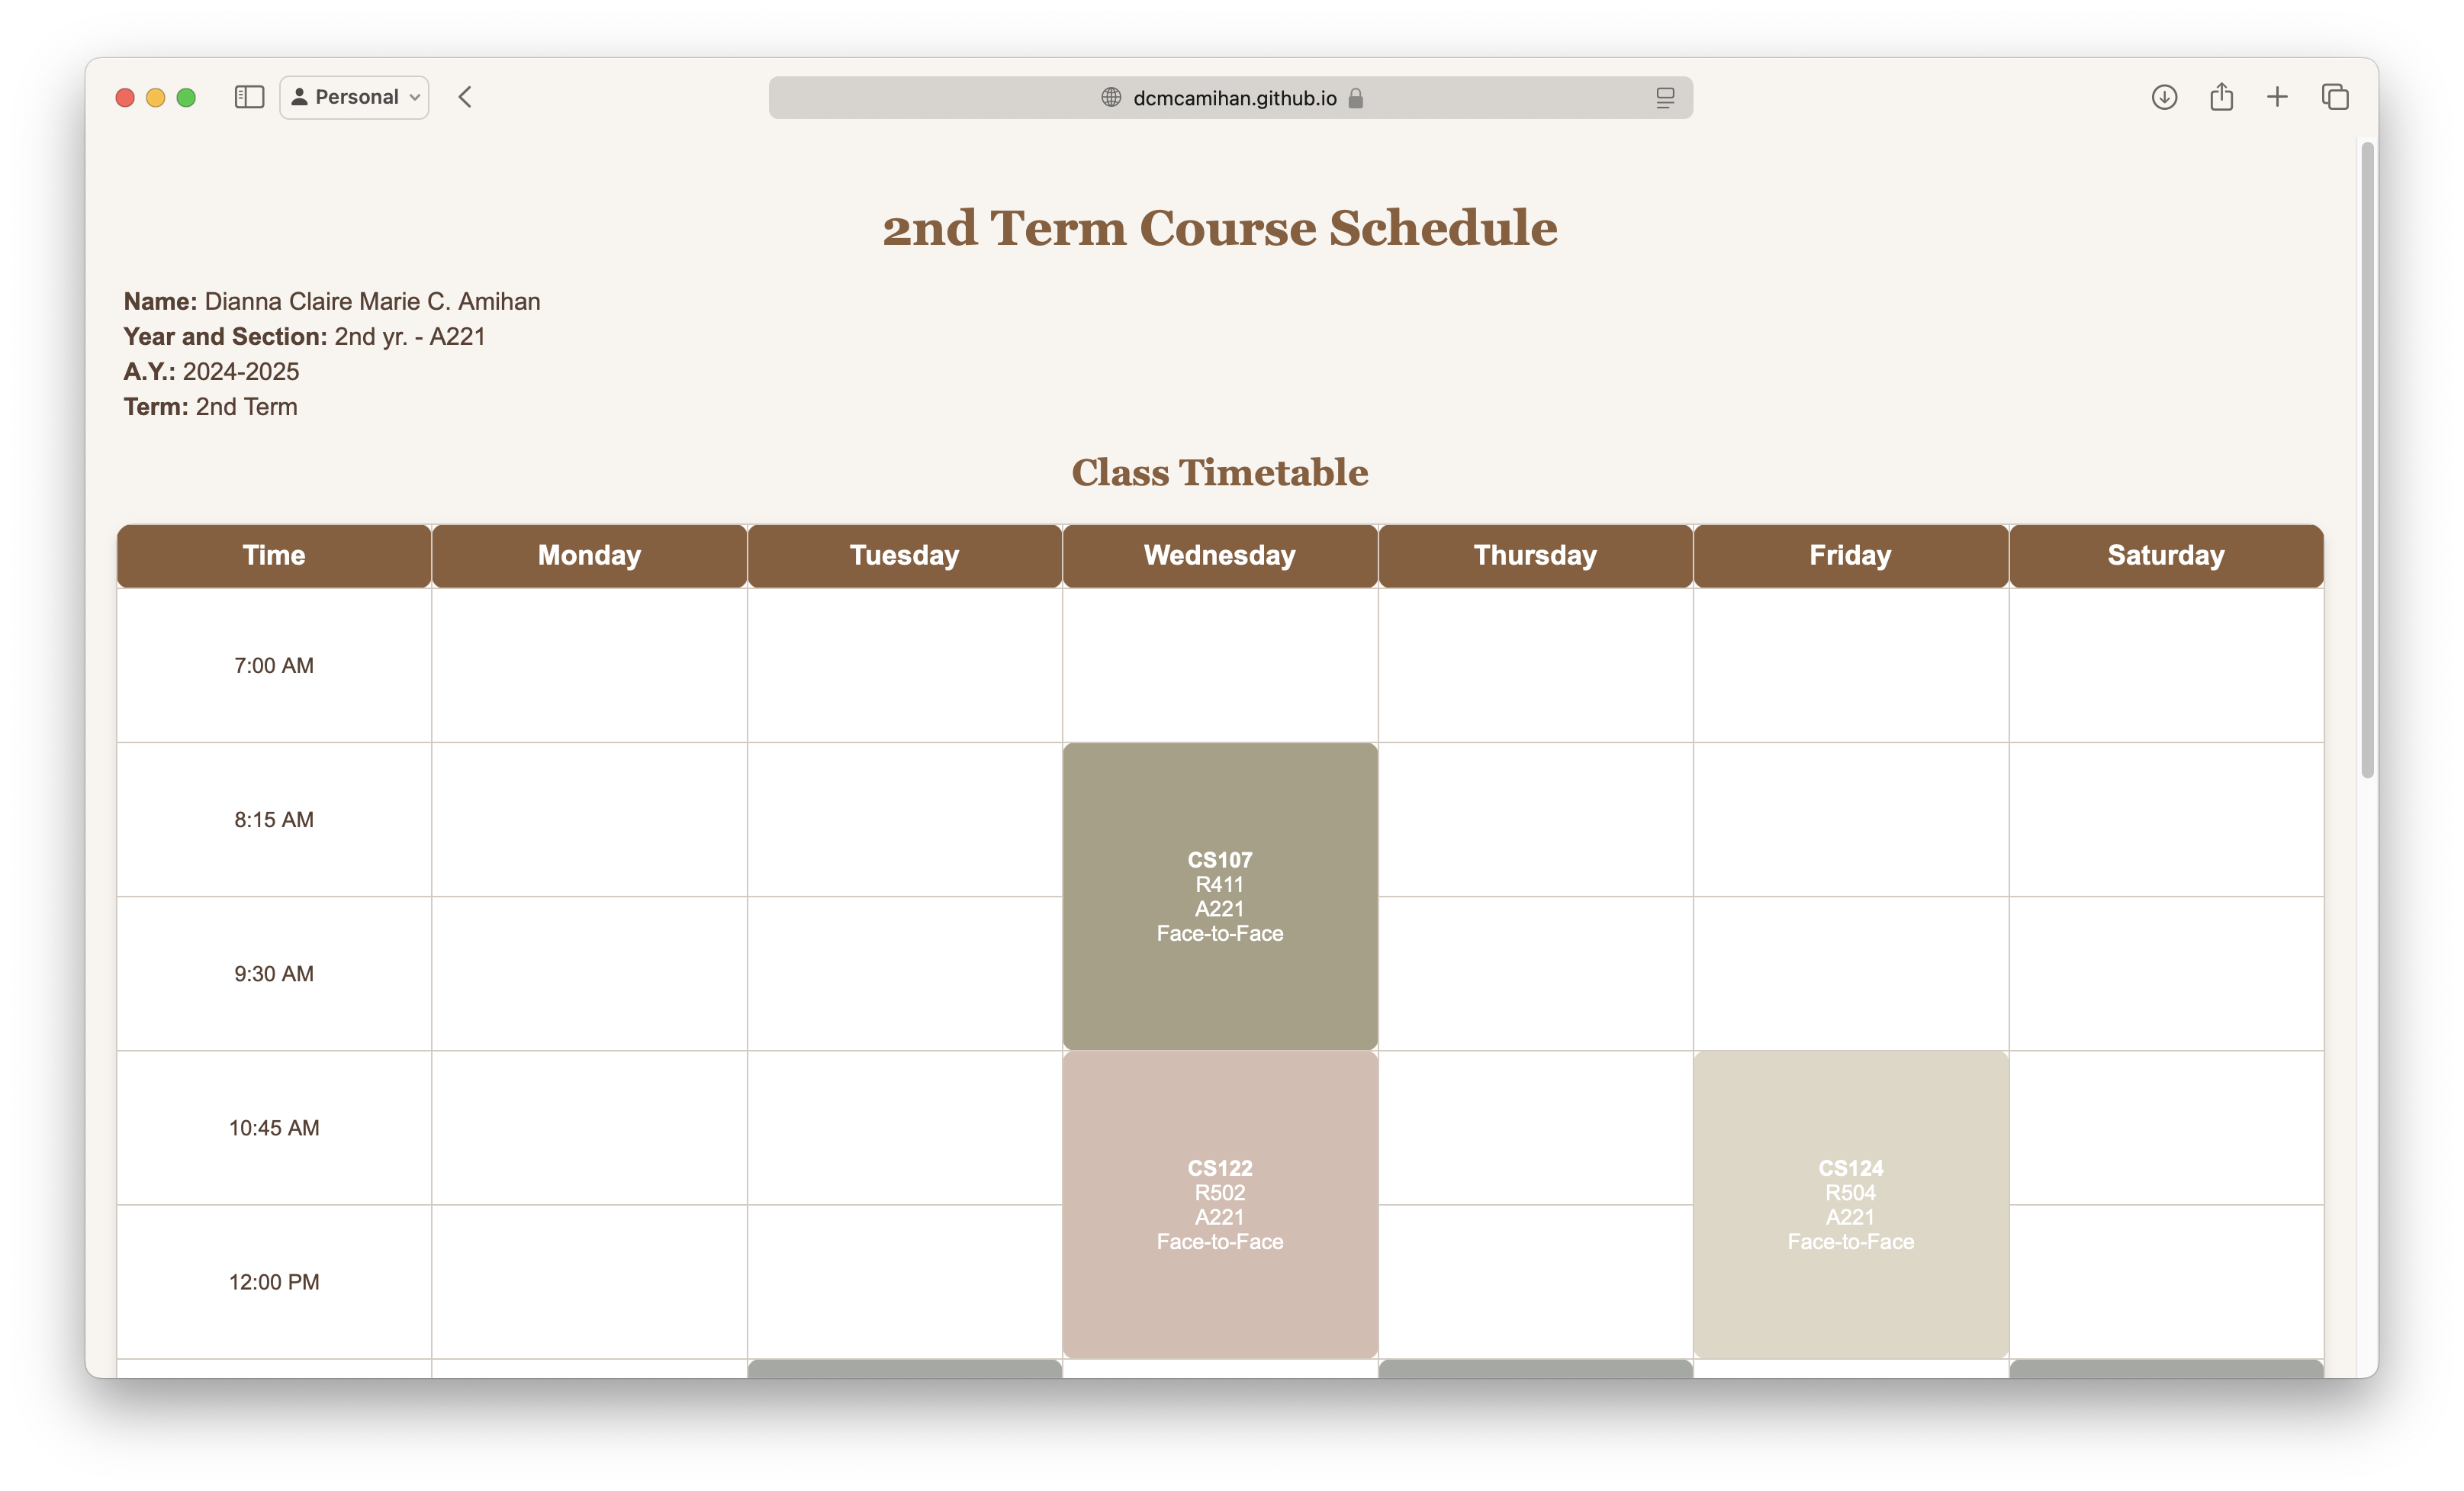 Personal
dcmcamihan.github.io
2nd Term Course Schedule
Name: Dianna Claire Marie C. Amihan
Year and Section: 2nd yr. - A221
A.Y.: 2024-2025
Term: 2nd Term
Class Timetable
Time Monday Tuesday Wednesday Thursday Friday Saturday
7:00 AM
8:15 AM
CS107
R411
A221
Face-to-Face
9:30 AM
10:45 AM
CS122
R502
A221
Face-to-Face
CS124
R504
A221
Face-to-Face
12:00 PM